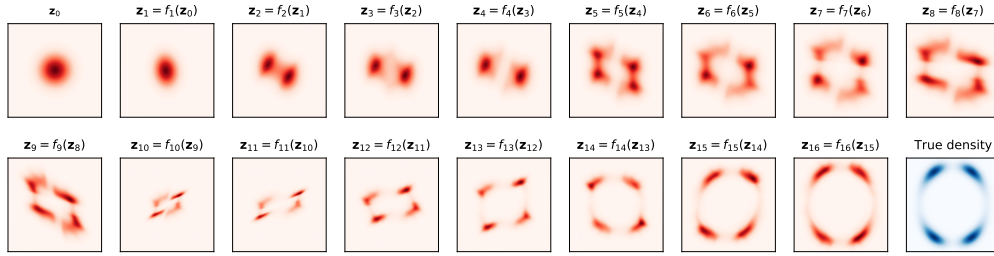 z₀
z₁ = f₁(z₀)
z₂ = f₂(z₁)
z₃ = f₃(z₂)
z₄ = f₄(z₃)
z₅ = f₅(z₄)
z₆ = f₆(z₅)
z₇ = f₇(z₆)
z₈ = f₈(z₇)
z₉ = f₉(z₈)
z₁₀ = f₁₀(z₉)
z₁₁ = f₁₁(z₁₀)
z₁₂ = f₁₂(z₁₁)
z₁₃ = f₁₃(z₁₂)
z₁₄ = f₁₄(z₁₃)
z₁₅ = f₁₅(z₁₄)
z₁₆ = f₁₆(z₁₅)
True density